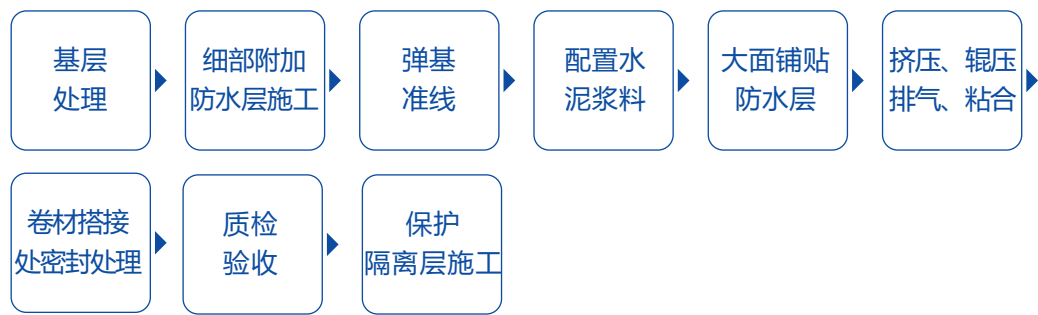 基层
处理
细部附加
防水层施工
弹基
准线
配置水
泥浆料
大面铺贴
防水层
挤压、辊压
排气、粘合
卷材搭接
处密封处理
质检
验收
保护
隔离层施工